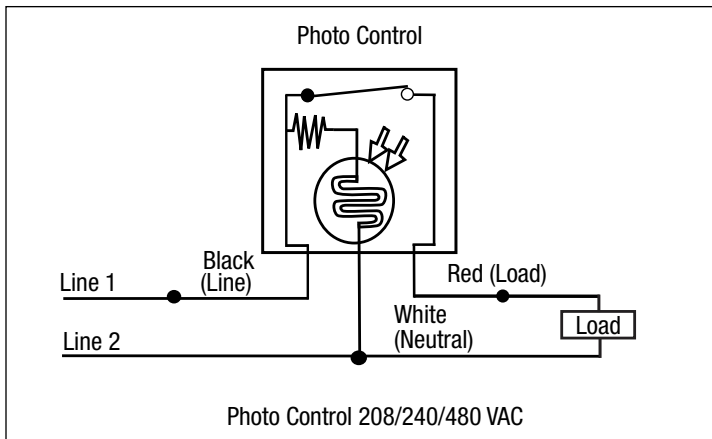 Photo Control
Black
(Line)
Line 1
Red (Load)
White
(Neutral)
Load
Line 2
Photo Control 208/240/480 VAC